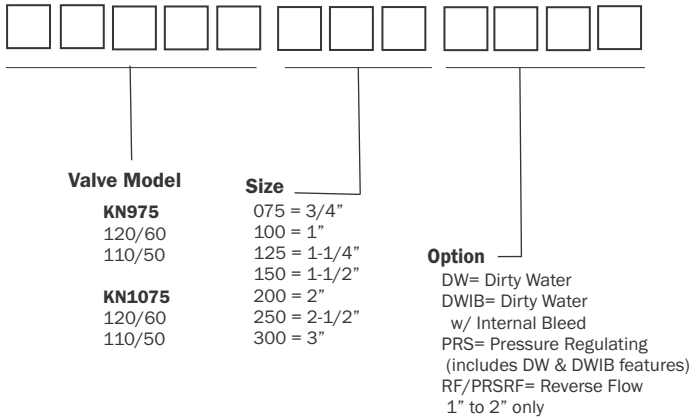 Valve Model
KN975
120/60
110/50
KN1075
120/60
110/50
Size
075 = 3/4”
100 = 1”
125 = 1-1/4”
150 = 1-1/2”
200 = 2”
250 = 2-1/2”
300 = 3”
Option
DW= Dirty Water
DWIB= Dirty Water
w/ Internal Bleed
PRS= Pressure Regulating
(includes DW & DWIB features)
RF/PRSRF= Reverse Flow
1” to 2” only